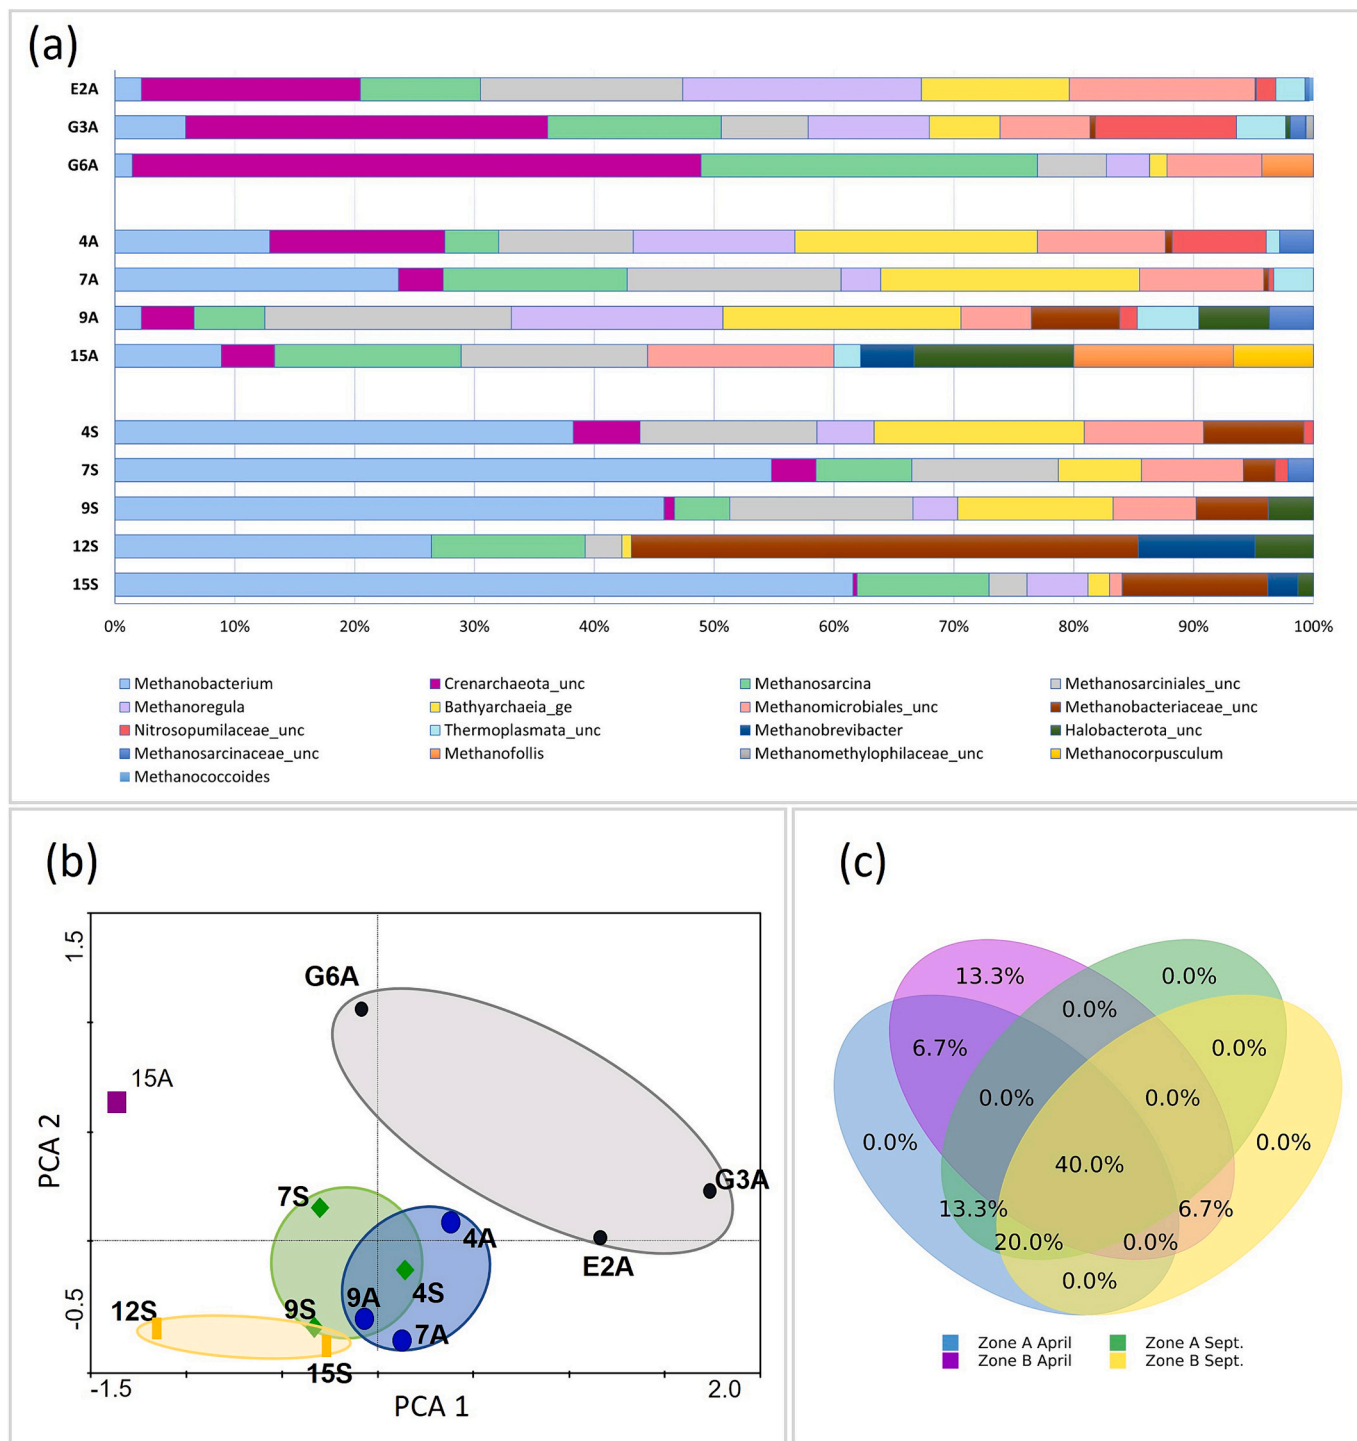 (a)
E2A
G3A
G6A
4A
7A
9A
15A
4S
7S
9S
12S
15S
0% 10% 20% 30% 40% 50% 60% 70% 80% 90% 100%
Methanobacterium Crenarchaeota_unc Methanosarcina Methanosarciniales_unc
Methanoregula Bathyarchaeia_ge Methanomicrobiales_unc Methanobacteriaceae_unc
Nitrosopumilaceae_unc Thermoplasmata_unc Methanobrevibacter Halobacterota_unc
Methanosarcinaceae_unc Methanofollis Methanomethylophilaceae_unc Methanocorpusculum
Methanococcoides
(b)
1.5
G6A
15A
PCA 2
7S
G3A
4A
E2A
-0.5
12S
9S
9A
4S
7A
15S
-1.5
2.0
PCA 1
(c)
13.3% 0.0%
0.0%
6.7% 0.0%
0.0% 0.0%
0.0% 0.0%
40.0%
13.3% 6.7%
20.0% 0.0%
0.0%
Zone A April Zone A Sept.
Zone B April Zone B Sept.